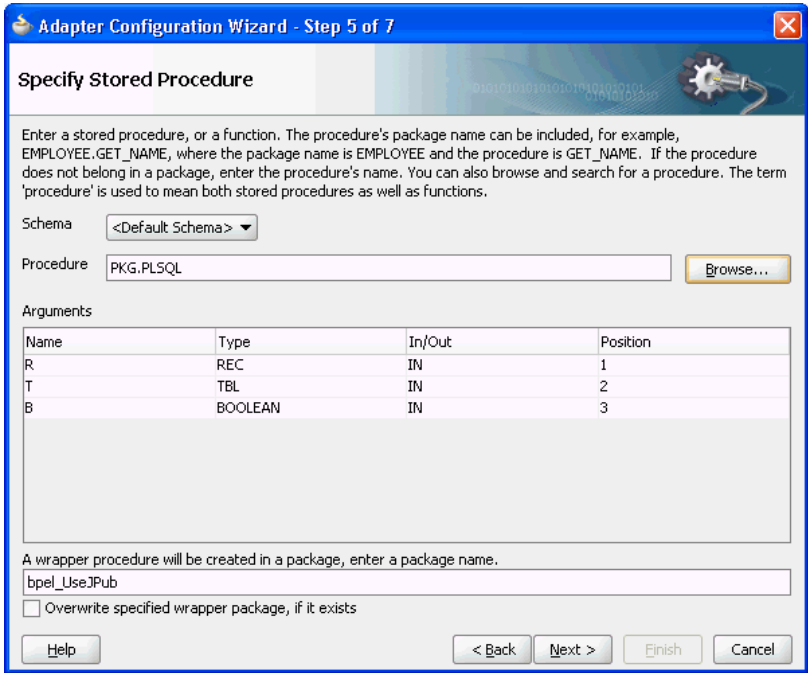 Adapter Configuration Wizard - Step 5 of 7
Specify Stored Procedure
Enter a stored procedure, or a function. The procedure's package name can be included, for example,
EMPLOYEE.GET_NAME, where the package name is EMPLOYEE and the procedure is GET_NAME.  If the procedure
does not belong in a package, enter the procedure's name. You can also browse and search for a procedure. The term
'procedure' is used to mean both stored procedures as well as functions.
Schema <Default Schema>
Procedure PKG.PLSQL Browse...
Arguments
Name Type In/Out Position
R REC IN 1
T TBL IN 2
B BOOLEAN IN 3
A wrapper procedure will be created in a package, enter a package name.
bpel_UseJPub
Overwrite specified wrapper package, if it exists
Help < Back Next > Finish Cancel